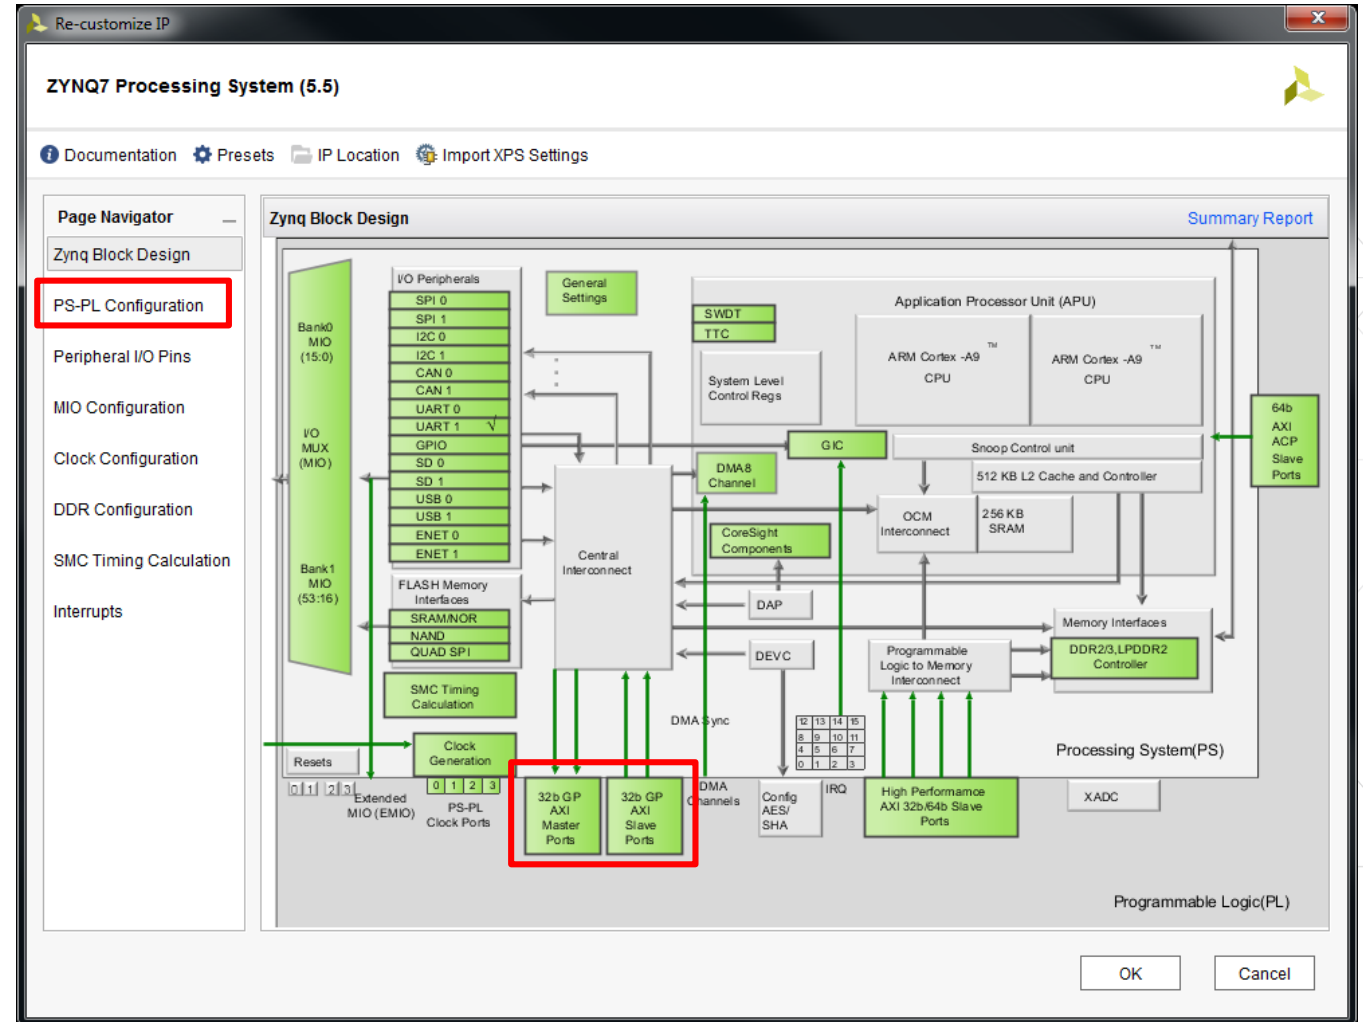 Re-customize IP
ZYNQ7 Processing System (5.5)
Documentation
Presets
IP Location
Import XPS Settings
Page Navigator
Zynq Block Design
PS-PL Configuration
Peripheral I/O Pins
MIO Configuration
Clock Configuration
DDR Configuration
SMC Timing Calculation
Interrupts
Zynq Block Design
Summary Report
Bank0
MIO
(15:0)
I/O
MUX
(MIO)
Bank1
MIO
(53:16)
I/O Peripherals
SPI 0
SPI 1
I2C 0
I2C 1
CAN 0
CAN 1
UART 0
UART 1 √
GPIO
SD 0
SD 1
USB 0
USB 1
ENET 0
ENET 1
FLASH Memory
Interfaces
SRAM/NOR
NAND
QUAD SPI
SMC Timing
Calculation
General
Settings
Central
Interconnect
SWDT
TTC
System Level
Control Regs
Application Processor Unit (APU)
ARM Cortex -A9 ™
CPU
ARM Cortex -A9 ™
CPU
GIC
Snoop Control unit
512 KB L2 Cache and Controller
DMA8
Channel
OCM
Interconnect
256 KB
SRAM
CoreSight
Components
DAP
DEVC
64b
AXI
ACP
Slave
Ports
Memory Interfaces
DDR2/3,LPDDR2
Controller
Programmable
Logic to Memory
Interconnect
DMA Sync
12 13 14 15
8 9 10 11
4 5 6 7
0 1 2 3
Processing System(PS)
Resets
Clock
Generation
0 1 2 3
0 1 2 3
Extended
MIO (EMIO)
PS-PL
Clock Ports
32b GP
AXI
Master
Ports
32b GP
AXI
Slave
Ports
DMA
Channels
Config
AES/
SHA
IRQ
High Performance
AXI 32b/64b Slave
Ports
XADC
Programmable Logic(PL)
OK
Cancel